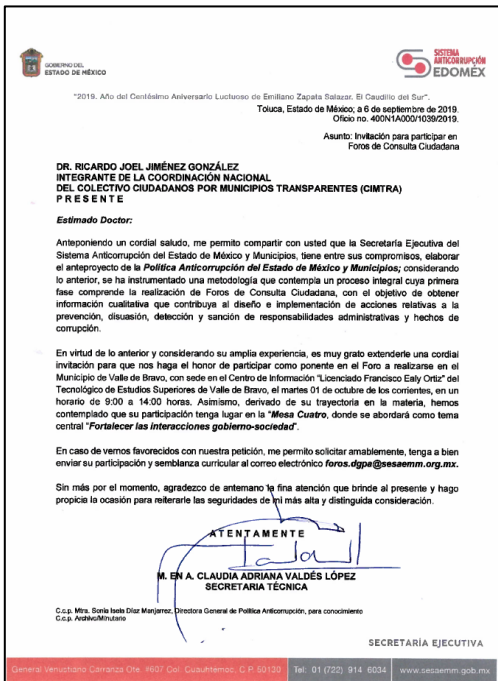 GOBIERNO DEL
ESTADO DE MÉXICO
SISTEMA
ANTICORRUPCIÓN
EDOMÉX
"2019. Año del Centésimo Aniversario Luctuoso de Emiliano Zapata Salazar. El Caudillo del Sur".
Toluca, Estado de México; a 6 de septiembre de 2019.
Oficio no. 400N1A000/1039/2019.
Asunto: Invitación para participar en
Foros de Consulta Ciudadana
DR. RICARDO JOEL JIMÉNEZ GONZÁLEZ
INTEGRANTE DE LA COORDINACIÓN NACIONAL
DEL COLECTIVO CIUDADANOS POR MUNICIPIOS TRANSPARENTES (CIMTRA)
P R E S E N T E
Estimado Doctor:
Anteponiendo un cordial saludo, me permito compartir con usted que la Secretaría Ejecutiva del
Sistema Anticorrupción del Estado de México y Municipios, tiene entre sus compromisos, elaborar
el anteproyecto de la Política Anticorrupción del Estado de México y Municipios; considerando
lo anterior, se ha instrumentado una metodología que contempla un proceso integral cuya primera
fase comprende la realización de Foros de Consulta Ciudadana, con el objetivo de obtener
información cualitativa que contribuya al diseño e implementación de acciones relativas a la
prevención, disuasión, detección y sanción de responsabilidades administrativas y hechos de
corrupción.
En virtud de lo anterior y considerando su amplia experiencia, es muy grato extenderle una cordial
invitación para que nos haga el honor de participar como ponente en el Foro a realizarse en el
Municipio de Valle de Bravo, con sede en el Centro de Información "Licenciado Francisco Ealy Ortiz" del
Tecnológico de Estudios Superiores de Valle de Bravo, el martes 01 de octubre de los corrientes, en un
horario de 9:00 a 14:00 horas. Asimismo, derivado de su trayectoria en la materia, hemos
contemplado que su participación tenga lugar en la "Mesa Cuatro, donde se abordará como tema
central "Fortalecer las interacciones gobierno-sociedad".
En caso de vernos favorecidos con nuestra petición, me permito solicitar amablemente, tenga a bien
enviar su participación y semblanza curricular al correo electrónico foros.dgpa@sesaemm.org.mx.
Sin más por el momento, agradezco de antemano la fina atención que brinde al presente y hago
propicia la ocasión para reiterarle las seguridades de mi más alta y distinguida consideración.
A T E N T A M E N T E
M. EN A. CLAUDIA ADRIANA VALDÉS LÓPEZ
SECRETARIA TÉCNICA
C.c.p. Mtra. Sonia Isela Díaz Manjarrez, Directora General de Política Anticorrupción, para conocimiento
C.c.p. Archivo/Minutario
SECRETARÍA EJECUTIVA
General Venustiano Carranza Ote. #607 Col. Cuauhtémoc, C.P. 50130 Tel: 01 (722) 914 6034 www.sesaemm.gob.mx